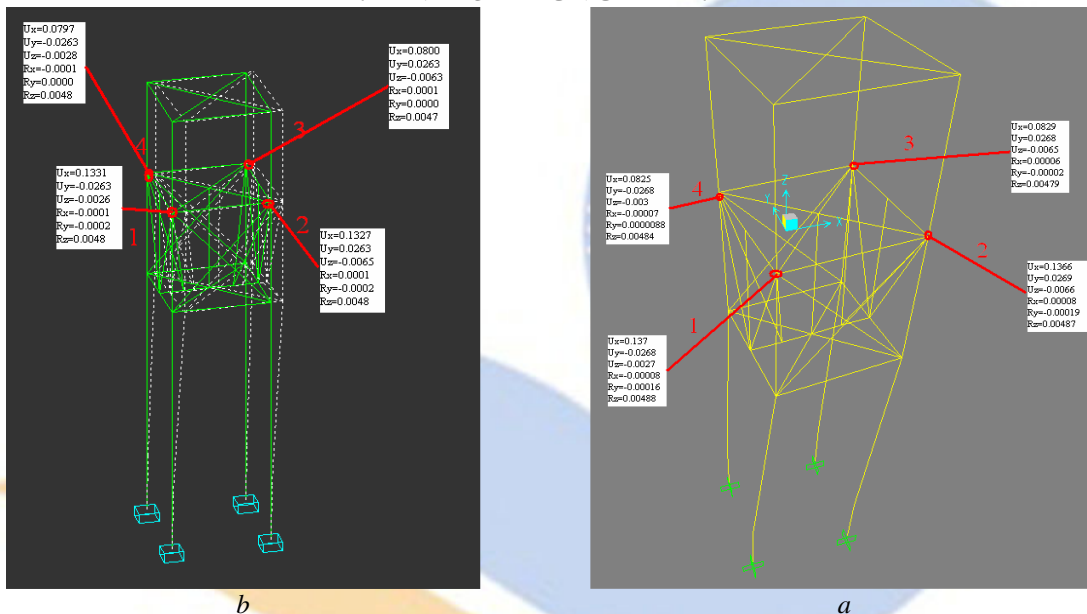 Ux=0.0797
Uy=-0.0263
Uz=-0.0028
Rx=-0.0001
Ry=0.0000
Rz=0.0048
Ux=0.0800
Uy=0.0263
Uz=-0.0063
Rx=0.0001
Ry=0.0000
Rz=0.0047
3
4
Ux=0.1331
Uy=-0.0263
Uz=-0.0026
Rx=-0.0001
Ry=-0.0002
Rz=0.0048
1
2
Ux=0.1327
Uy=0.0263
Uz=-0.0065
Rx=0.0001
Ry=-0.0002
Rz=0.0048
b
Ux=0.0829
Uy=0.0268
Uz=-0.0065
Rx=0.00006
Ry=-0.00002
Rz=0.00479
3
Ux=0.0825
Uy=-0.0268
Uz=-0.003
Rx=-0.00007
Ry=0.0000088
Rz=0.00484
4
Z
Y
X
2
Ux=0.1366
Uy=0.0269
Uz=-0.0066
Rx=0.00008
Ry=-0.00019
Rz=0.00487
1
Ux=0.137
Uy=-0.0268
Uz=-0.0027
Rx=-0.00008
Ry=-0.00016
Rz=0.00488
a